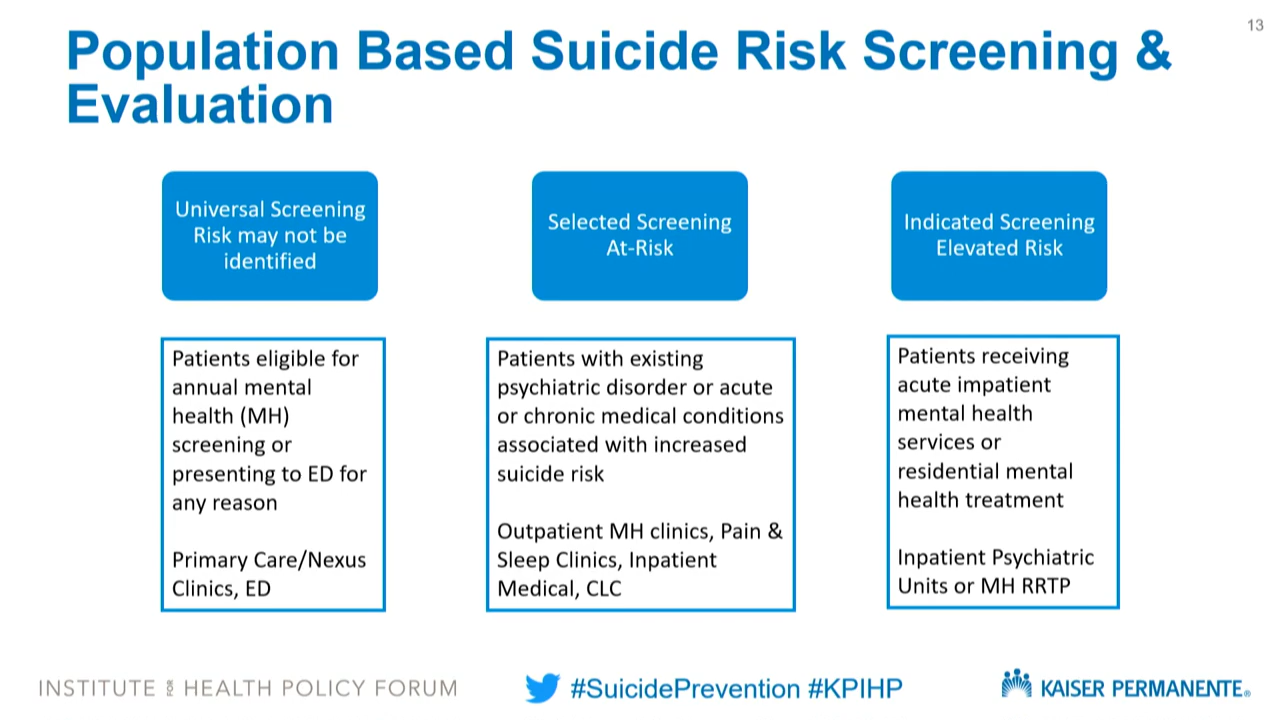 13
Population Based Suicide Risk Screening &
Evaluation
Universal Screening
Risk may not be
identified
Selected Screening
At-Risk
Indicated Screening
Elevated Risk
Patients eligible for
annual mental
health (MH)
screening or
presenting to ED for
any reason
Primary Care/Nexus
Clinics, ED
Patients with existing
psychiatric disorder or acute
or chronic medical conditions
associated with increased
suicide risk
Outpatient MH clinics, Pain &
Sleep Clinics, Inpatient
Medical, CLC
Patients receiving
acute impatient
mental health
services or
residential mental
health treatment
Inpatient Psychiatric
Units or MH RRTP
INSTITUTE FOR HEALTH POLICY FORUM
#SuicidePrevention #KPIHP
KAISER PERMANENTE®